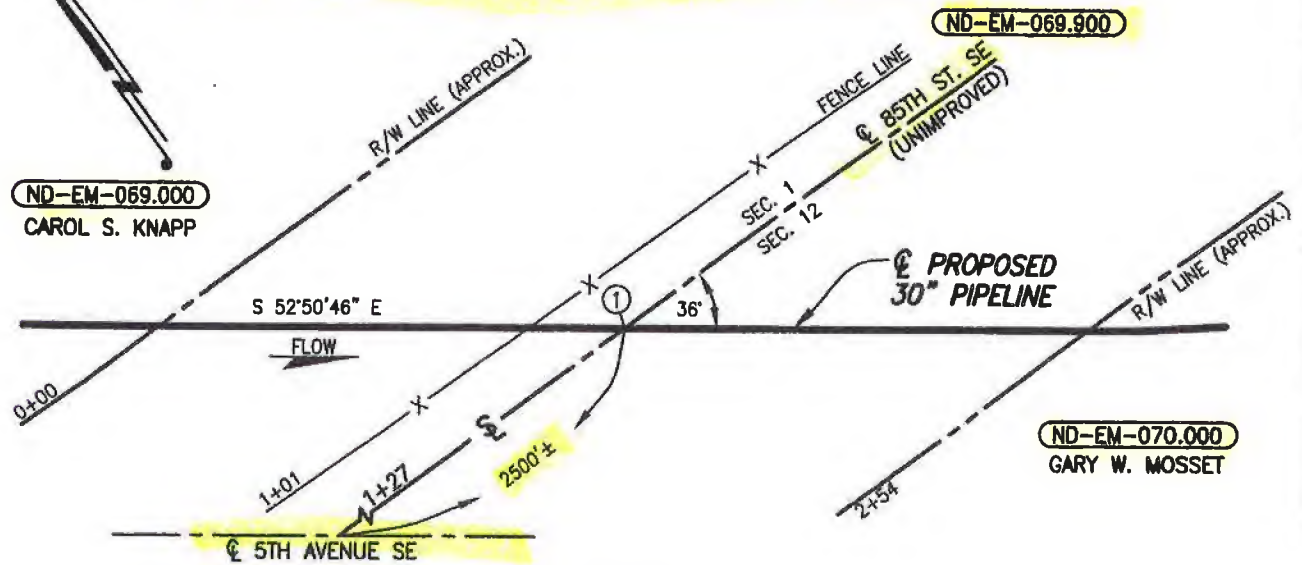 ND-EM-069.900
R/W LINE (APPROX.)
FENCE LINE
℄ 85TH ST. SE
(UNIMPROVED)
ND-EM-069.000
CAROL S. KNAPP
SEC. 1
SEC. 12
℄ PROPOSED
30" PIPELINE
R/W LINE (APPROX.)
S 52°50'46" E
1
36°
FLOW
0+00
℄
2500'±
1+01
1+27
ND-EM-070.000
GARY W. MOSSET
2+54
℄ 5TH AVENUE SE